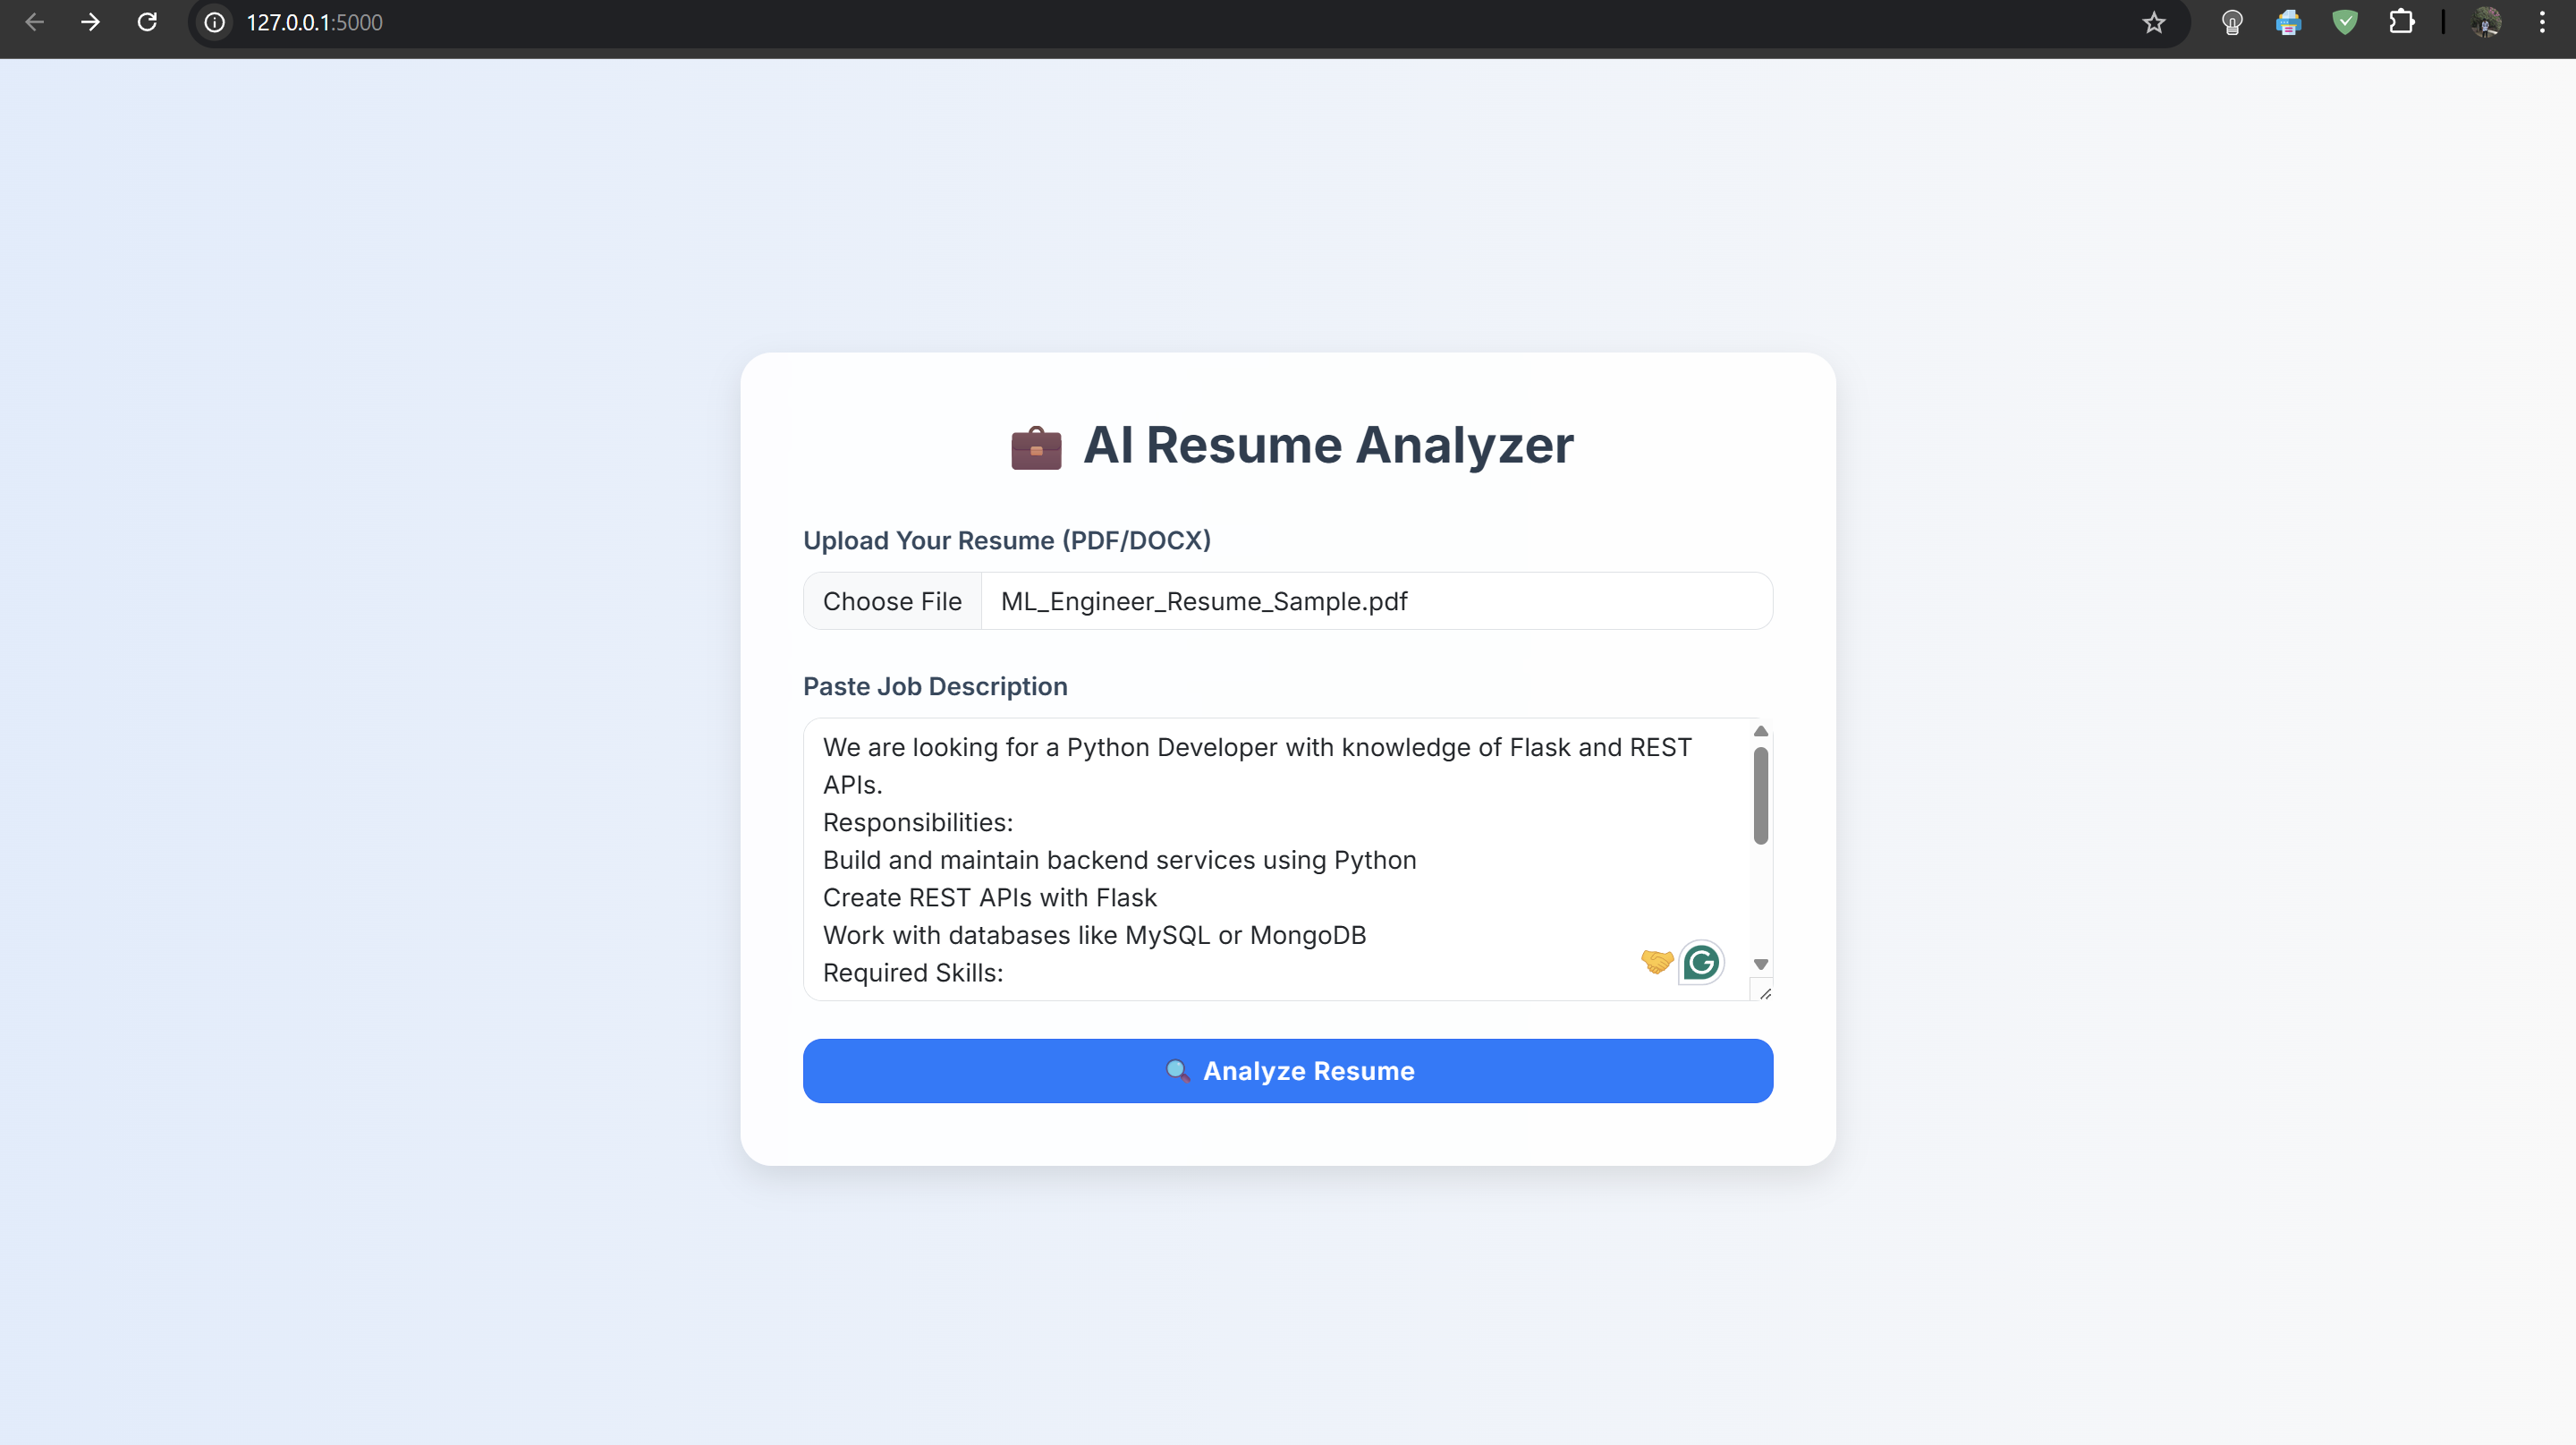 127.0.0.1:5000
AI Resume Analyzer
Upload Your Resume (PDF/DOCX)
Choose File ML_Engineer_Resume_Sample.pdf
Paste Job Description
We are looking for a Python Developer with knowledge of Flask and REST
APIs.
Responsibilities:
Build and maintain backend services using Python
Create REST APIs with Flask
Work with databases like MySQL or MongoDB
Required Skills:
Analyze Resume